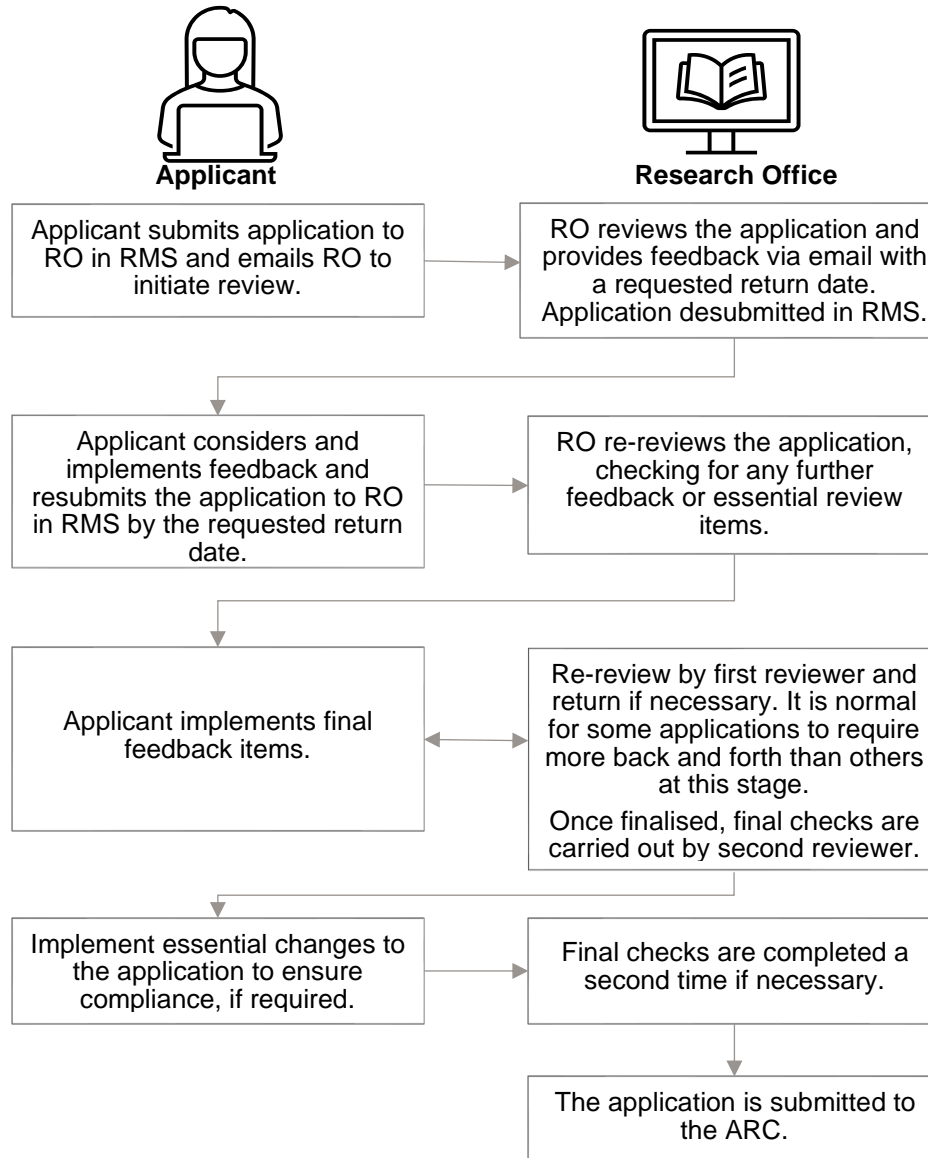 Applicant
Research Office
Applicant submits application to
RO in RMS and emails RO to
initiate review.
RO reviews the application and
provides feedback via email with
a requested return date.
Application desubmitted in RMS.
Applicant considers and
implements feedback and
resubmits the application to RO
in RMS by the requested return
date.
RO re-reviews the application,
checking for any further
feedback or essential review
items.
Applicant implements final
feedback items.
Re-review by first reviewer and
return if necessary. It is normal
for some applications to require
more back and forth than others
at this stage.
Once finalised, final checks are
carried out by second reviewer.
Implement essential changes to
the application to ensure
compliance, if required.
Final checks are completed a
second time if necessary.
The application is submitted to
the ARC.